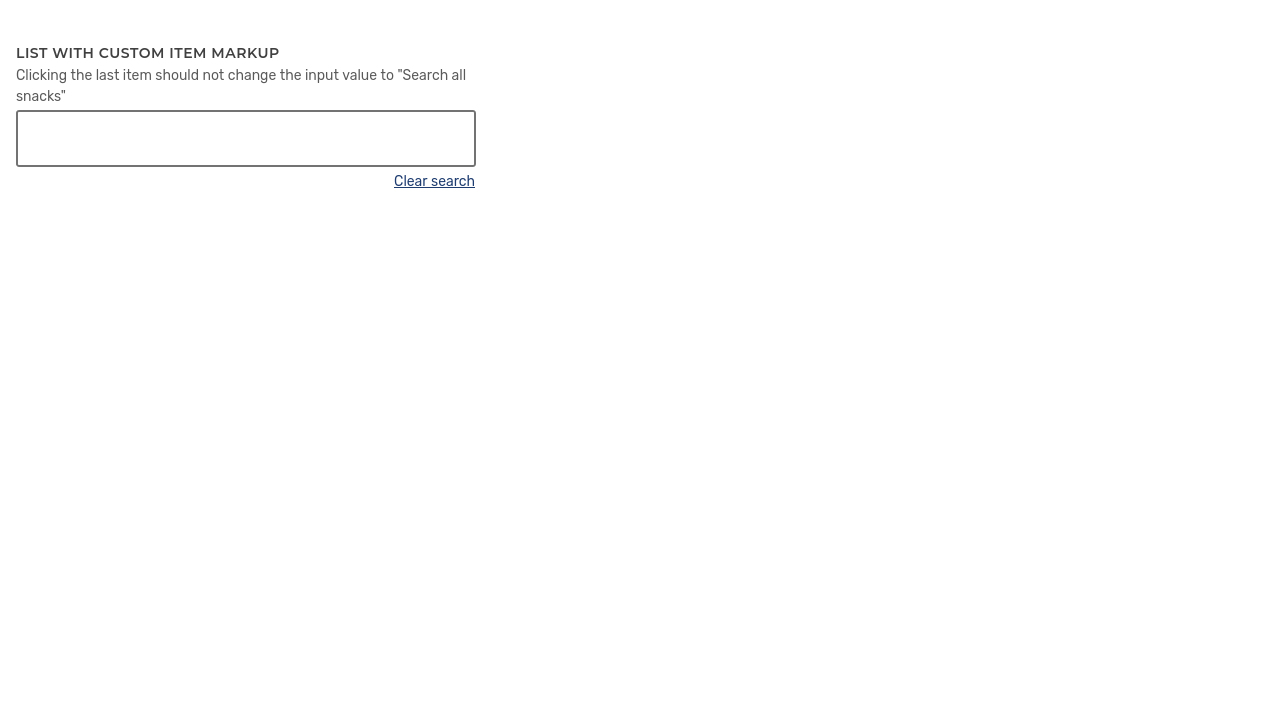 LIST WITH CUSTOM ITEM MARKUP
Clicking the last item should not change the input value to "Search all
snacks"
Clear search